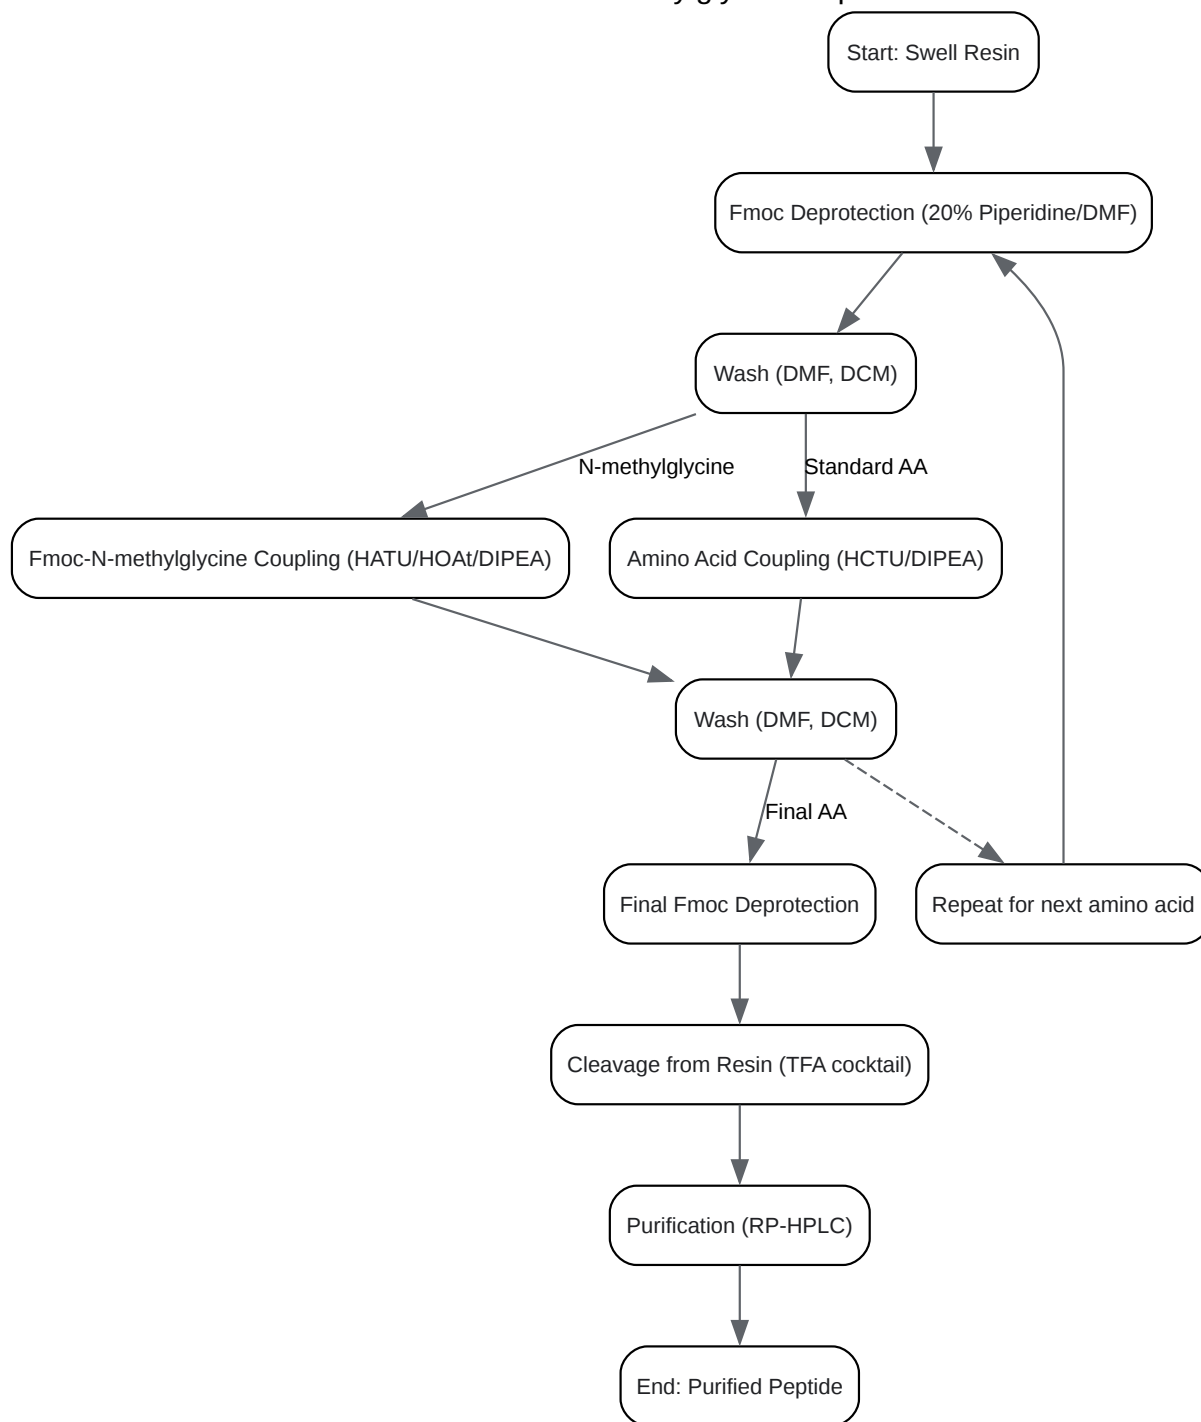 Start: Swell Resin
Fmoc Deprotection (20% Piperidine/DMF)
Wash (DMF, DCM)
N-methylglycine
Standard AA
Fmoc-N-methylglycine Coupling (HATU/HOAt/DIPEA)
Amino Acid Coupling (HCTU/DIPEA)
Wash (DMF, DCM)
Final AA
Final Fmoc Deprotection
Repeat for next amino acid
Cleavage from Resin (TFA cocktail)
Purification (RP-HPLC)
End: Purified Peptide